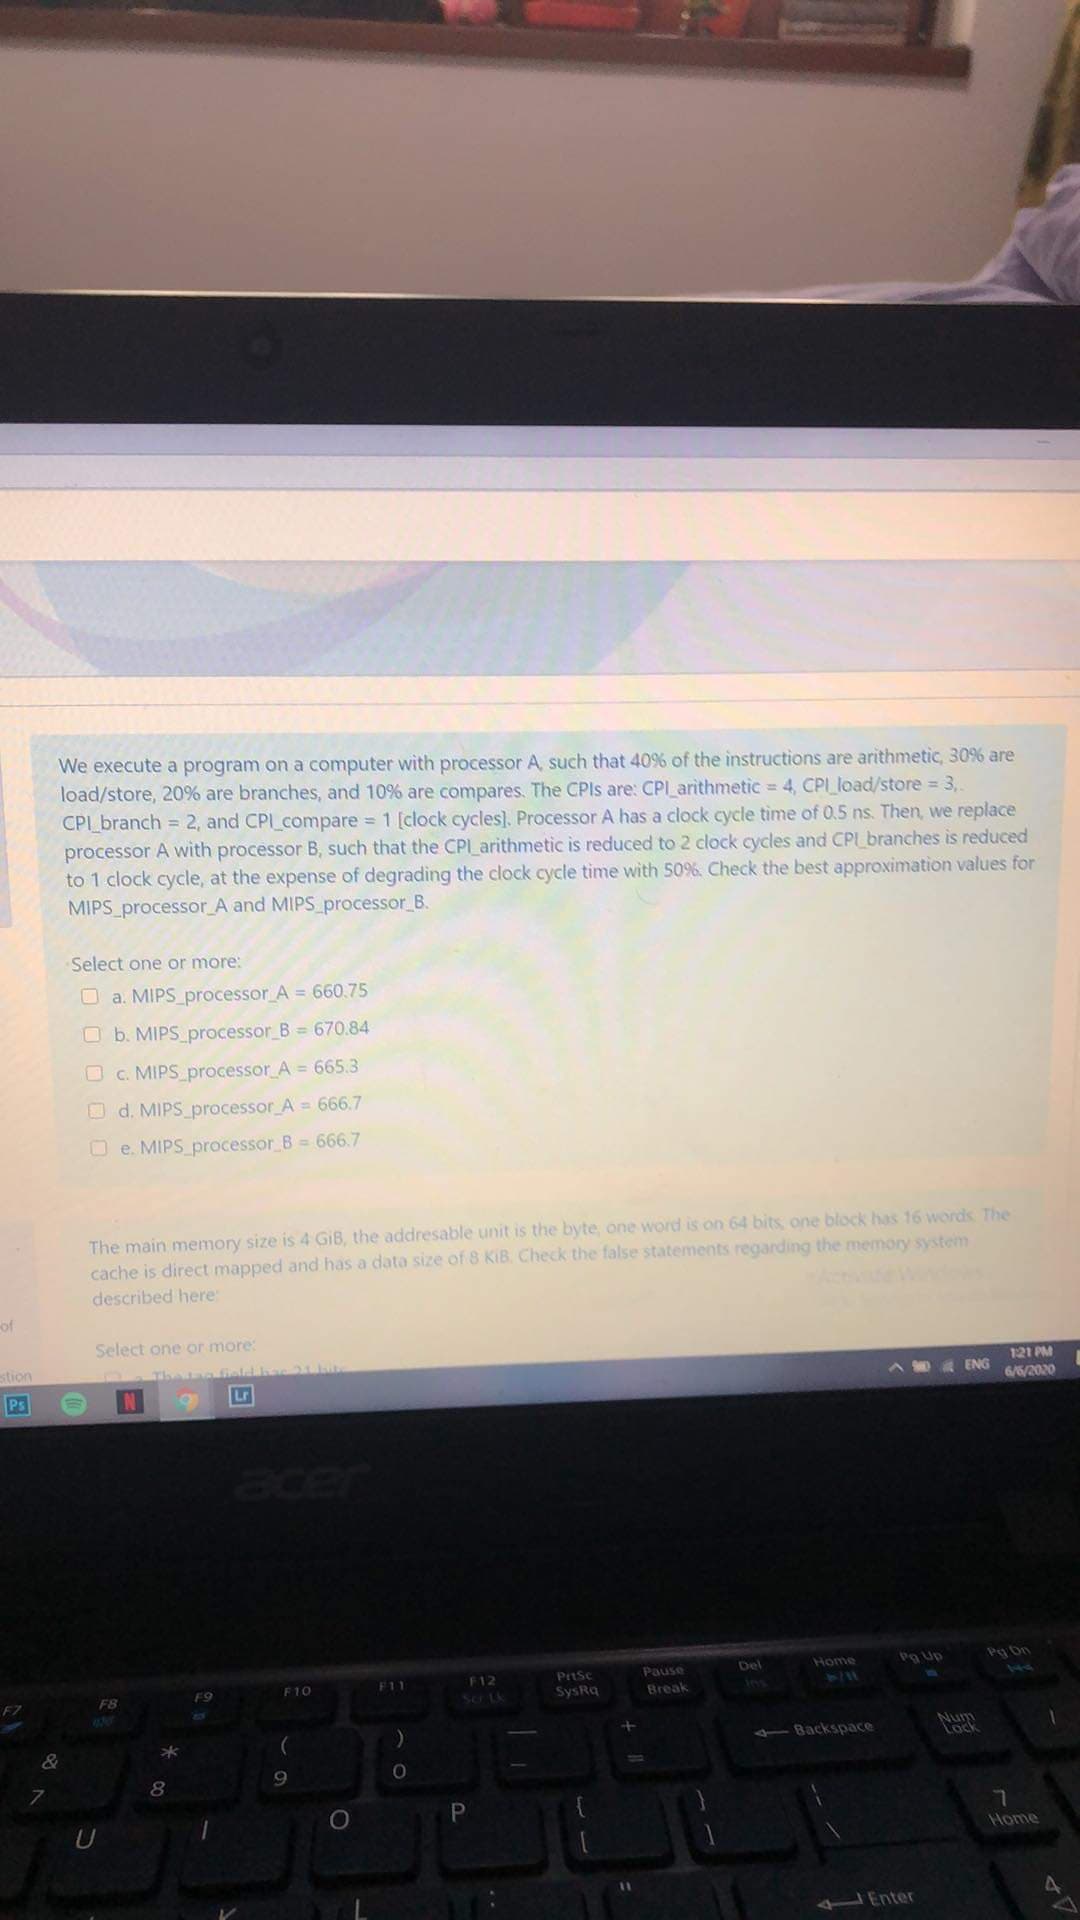 We execute a program on a computer with processor A, such that 40% of the instructions are arithmetic, 30% are
load/store, 20% are branches, and 10% are compares. The CPIs are: CPI_arithmetic = 4, CPI_load/store = 3,.
CPI_branch = 2, and CPI_compare = 1 [clock cycles]. Processor A has a clock cycle time of 0.5 ns. Then, we replace
processor A with processor B, such that the CPI_arithmetic is reduced to 2 clock cycles and CPI_branches is reduced
to 1 clock cycle, at the expense of degrading the clock cycle time with 50%. Check the best approximation values for
MIPS_processor_A and MIPS_processor_B.
Select one or more:
a. MIPS_processor_A = 660.75
b. MIPS_processor_B = 670.84
c. MIPS_processor_A = 665.3
d. MIPS_processor_A = 666.7
e. MIPS_processor_B = 666.7
The main memory size is 4 GiB, the addresable unit is the byte, one word is on 64 bits, one block has 16 words. The
cache is direct mapped and has a data size of 8 KiB. Check the false statements regarding the memory system
described here:
Activate Windows
of
Select one or more:
stion
a. The tag field has 21 bits
Ps
N
Lr
ENG
1:21 PM
6/6/2020
acer
F7 F8 F9 F10 F11 F12 PrtSc Pause Del Home Pg Up Pg Dn
Scr Lk SysRq Break Ins
& * ( ) _ + Backspace Num Lock
7 8 9 0 - =
U I O P { [ } ] | \ 7 Home
K L : " Enter 4